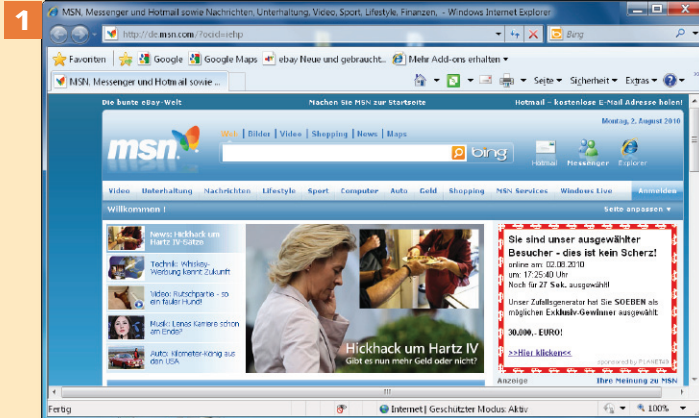 1
MSN, Messenger und Hotmail sowie Nachrichten, Unterhaltung, Video, Sport, Lifestyle, Finanzen, - Windows Internet Explorer
http://de.msn.com/?ocid=iehp
Bing
Favoriten Google Google Maps ebay Neue und gebraucht.. Mehr Add-ons erhalten
MSN, Messenger und Hotmail sowie ...
Seite Sicherheit Extras
Die bunte eBay-Welt Machen Sie MSN zur Startseite Hotmail - kostenlose E-Mail Adresse holen!
Montag, 2. August 2010
Web | Bilder | Video | Shopping | News | Maps
msn.
bing
Hotmail Messenger Explorer
Video Unterhaltung Nachrichten Lifestyle Sport Computer Auto Geld Shopping MSN Services Windows Live Anmelden
Willkommen ! Seite anpassen
News: Hickhack um
Hartz IV-Sätze
Technik: Whiskey-
Werbung kennt Zukunft
Video: Rutschpartie - so
ein fauler Hund!
Musik: Lenas Karriere schon
am Ende?
Auto: Kilometer-König aus
den USA
Hickhack um Hartz IV
Gibt es nun mehr Geld oder nicht?
Sie sind unser ausgewählter
Besucher - dies ist kein Scherz!
online am: 02.08.2010
um: 17:25:40 Uhr
Noch für 27 Sek. ausgewählt!
Unser Zufallsgenerator hat Sie SOEBEN als
möglichen Exklusiv-Gewinner ausgewählt:
30.000,- EURO!
>>Hier klicken<<
sponsored by PLANET49
Anzeige Ihre Meinung zu MSN
Fertig Internet | Geschützter Modus: Aktiv 100%